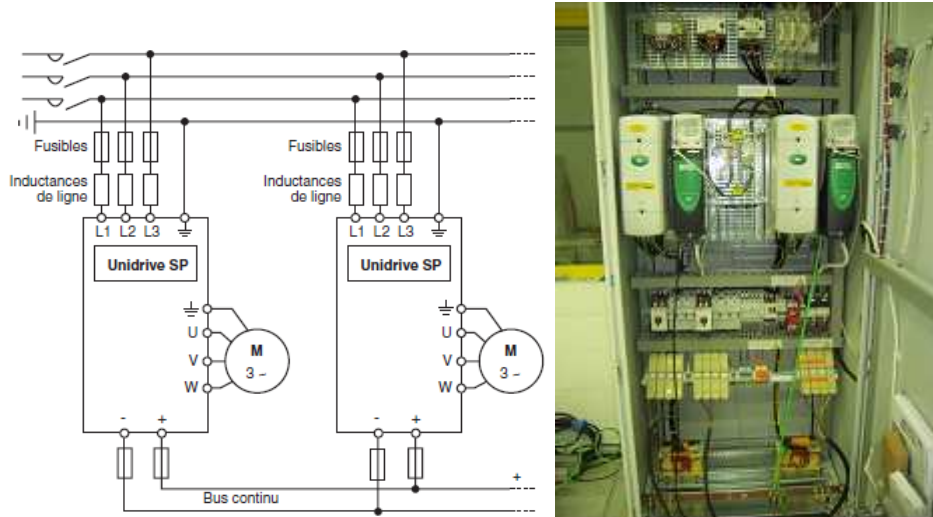 Fusibles
Fusibles
Inductances
de ligne
Inductances
de ligne
L1 L2 L3
L1 L2 L3
Unidrive SP
Unidrive SP
U
V
W
M
3 ~
U
V
W
M
3 ~
- +
- +
+
Bus continu